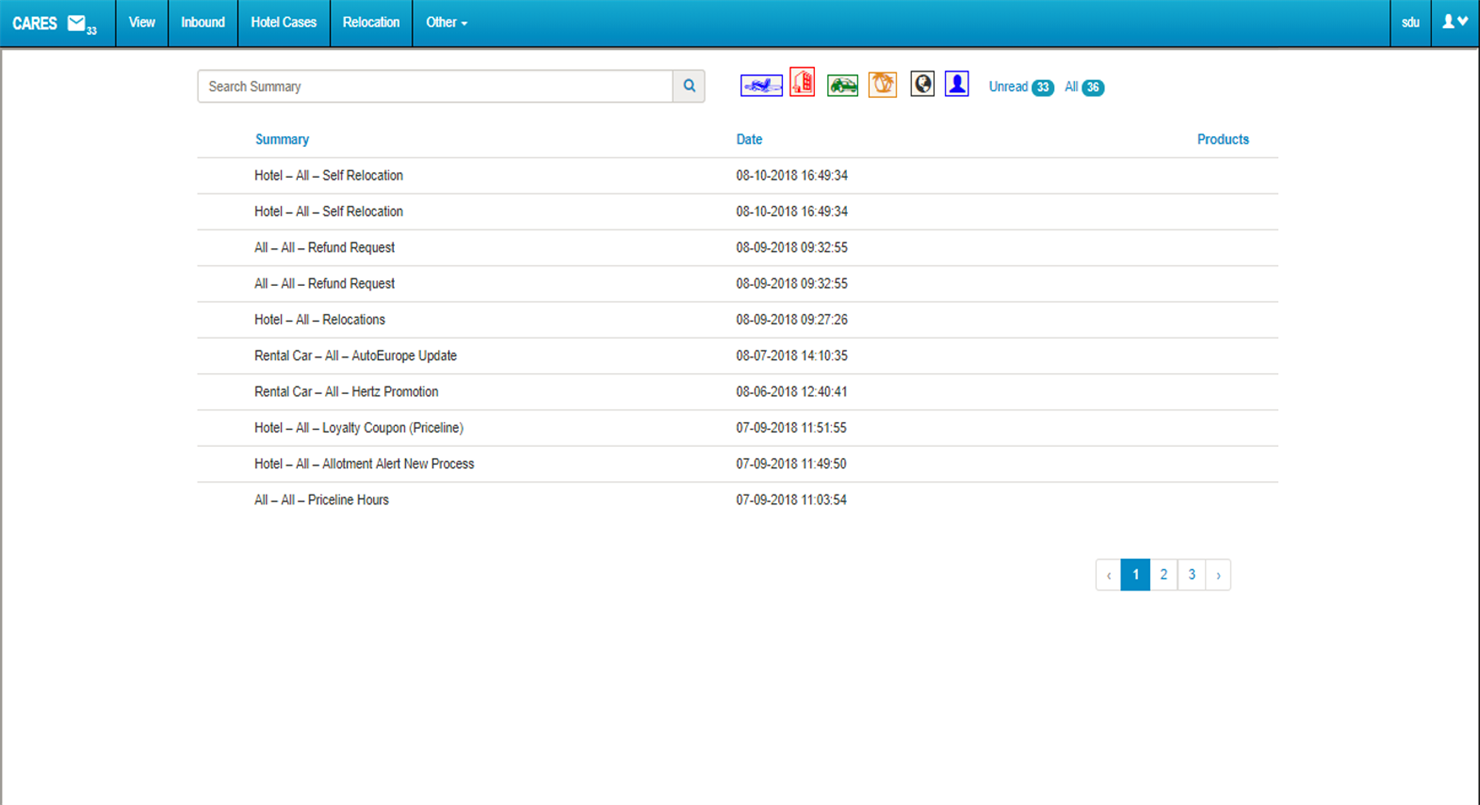 CARES 33 View Inbound Hotel Cases Relocation Other sdu
Search Summary Unread 33 All 36
Summary Date Products
Hotel – All – Self Relocation 08-10-2018 16:49:34
Hotel – All – Self Relocation 08-10-2018 16:49:34
All – All – Refund Request 08-09-2018 09:32:55
All – All – Refund Request 08-09-2018 09:32:55
Hotel – All – Relocations 08-09-2018 09:27:26
Rental Car – All – AutoEurope Update 08-07-2018 14:10:35
Rental Car – All – Hertz Promotion 08-06-2018 12:40:41
Hotel – All – Loyalty Coupon (Priceline) 07-09-2018 11:51:55
Hotel – All – Allotment Alert New Process 07-09-2018 11:49:50
All – All – Priceline Hours 07-09-2018 11:03:54
‹ 1 2 3 ›